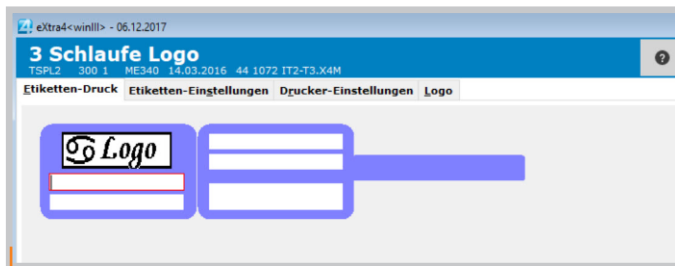 eXtra4<winIII> - 06.12.2017
3 Schlaufe Logo
TSPL2 300 1 ME340 14.03.2016 44 1072 IT2-T3.X4M
Etiketten-Druck Etiketten-Einstellungen Drucker-Einstellungen Logo
♋ Logo